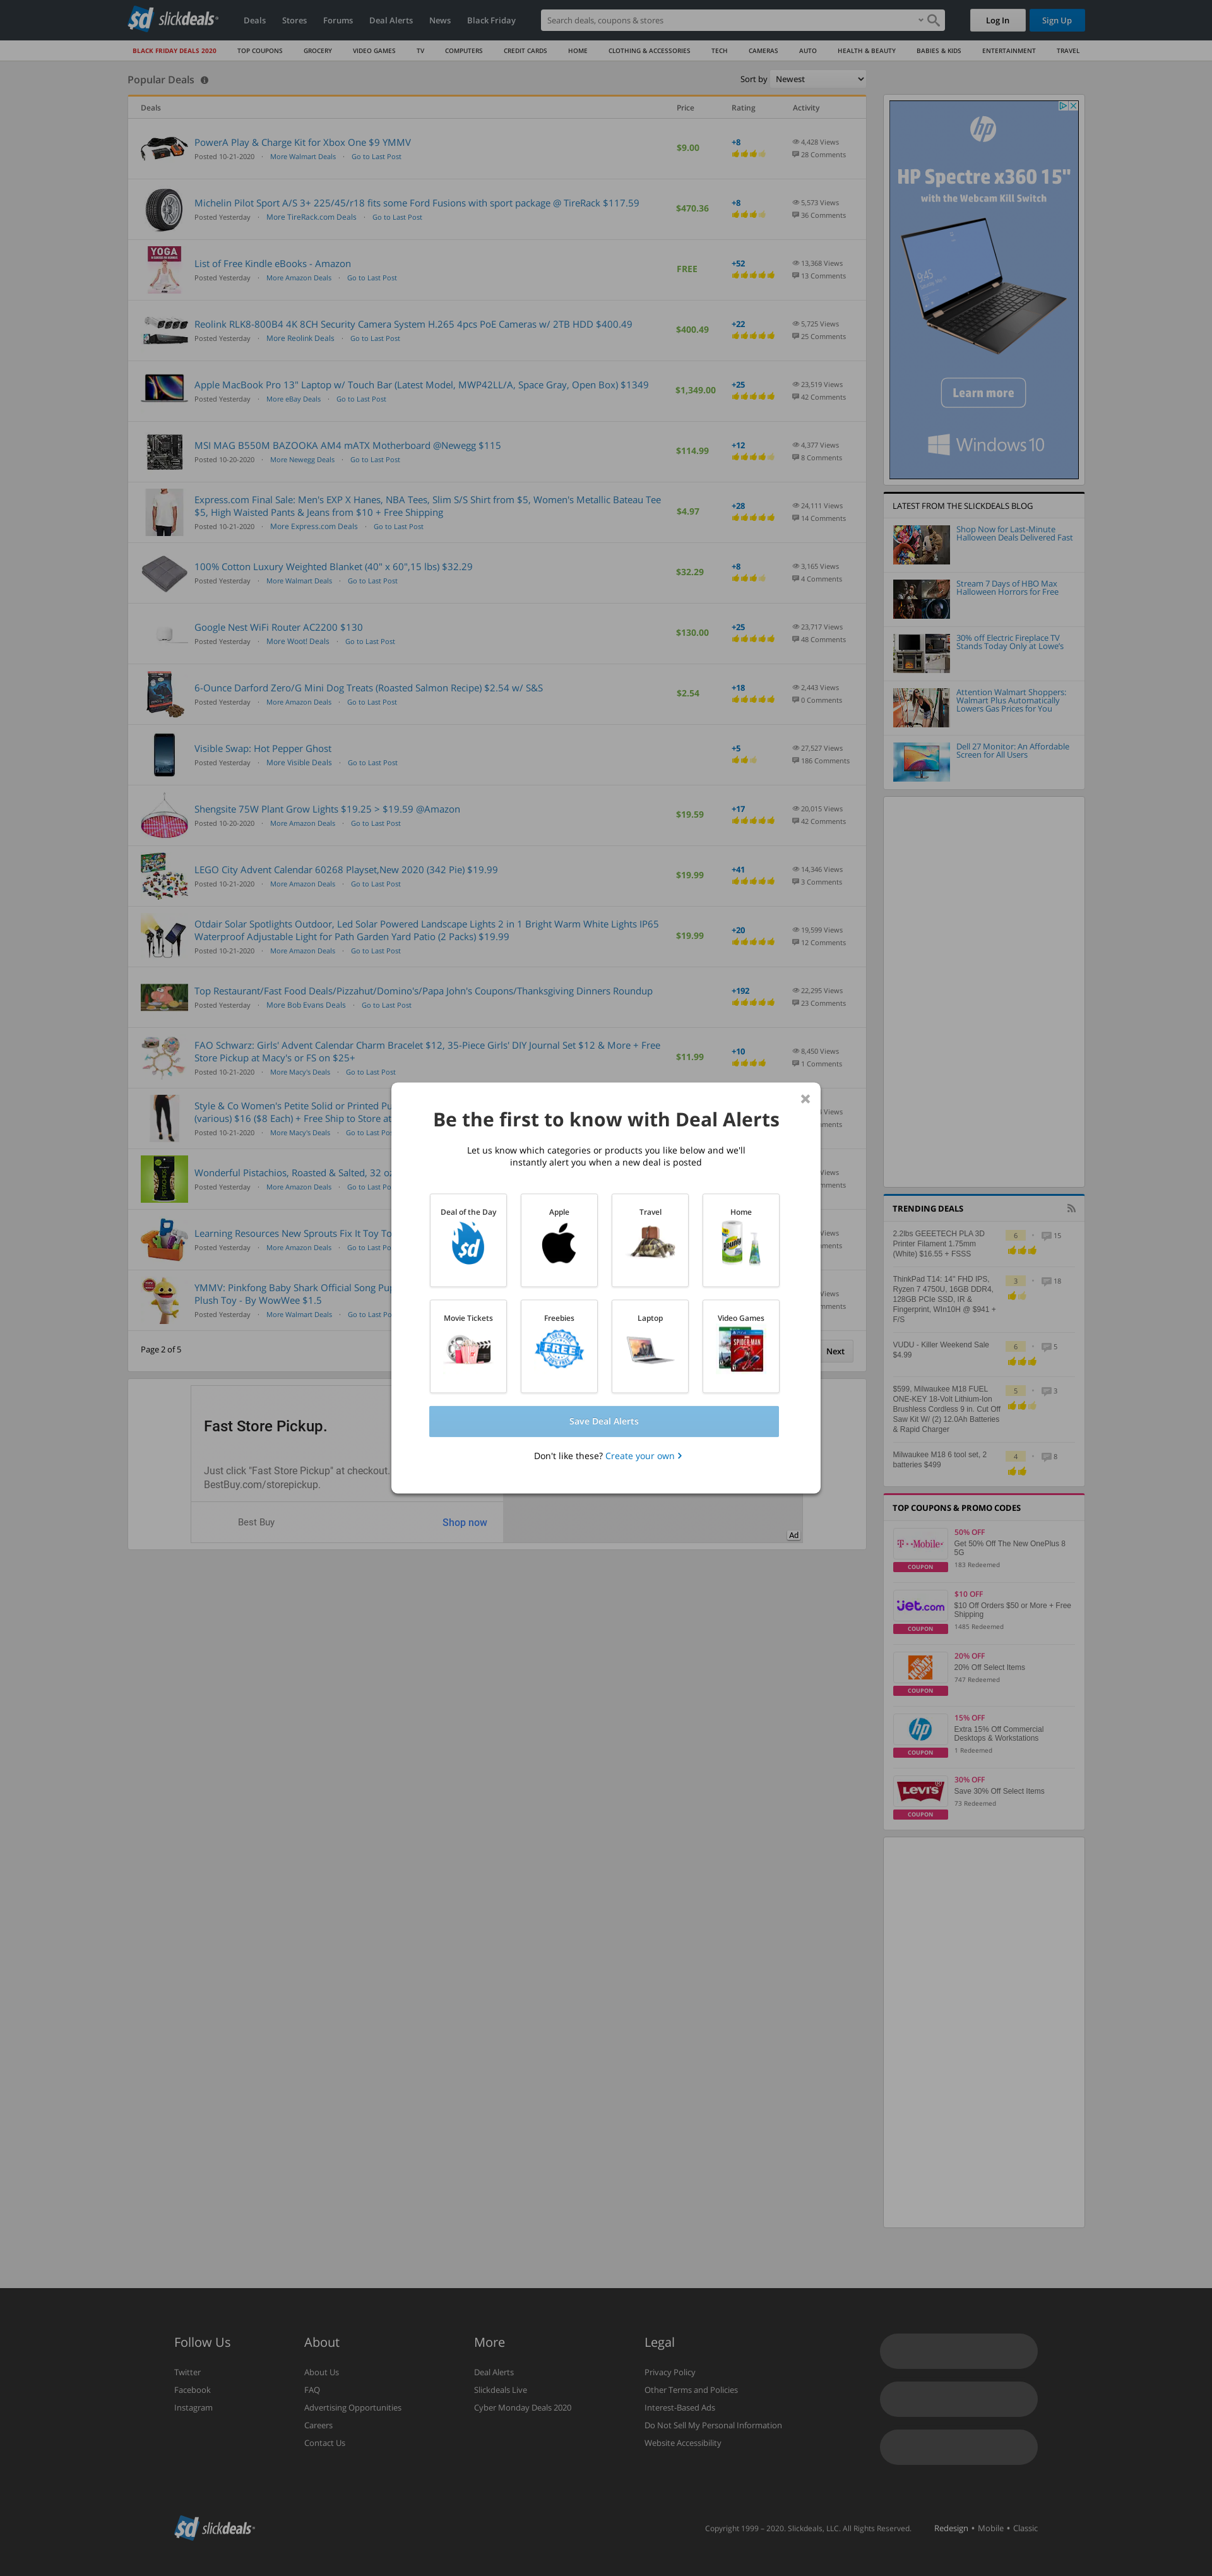 slickdeals
Deals
Stores
Forums
Deal Alerts
News
Black Friday
Search deals, coupons & stores
Log In
Sign Up
BLACK FRIDAY DEALS 2020
TOP COUPONS
GROCERY
VIDEO GAMES
TV
COMPUTERS
CREDIT CARDS
HOME
CLOTHING & ACCESSORIES
TECH
CAMERAS
AUTO
HEALTH & BEAUTY
BABIES & KIDS
ENTERTAINMENT
TRAVEL
Popular Deals
Sort by Newest
Deals Price Rating Activity
PowerA Play & Charge Kit for Xbox One $9 YMMV
Posted 10-21-2020 · More Walmart Deals · Go to Last Post
$9.00
+8
4,428 Views
28 Comments
Michelin Pilot Sport A/S 3+ 225/45/r18 fits some Ford Fusions with sport package @ TireRack $117.59
Posted Yesterday · More TireRack.com Deals · Go to Last Post
$470.36
+8
5,573 Views
36 Comments
YOGA
List of Free Kindle eBooks - Amazon
Posted Yesterday · More Amazon Deals · Go to Last Post
FREE
+52
13,368 Views
13 Comments
Reolink RLK8-800B4 4K 8CH Security Camera System H.265 4pcs PoE Cameras w/ 2TB HDD $400.49
Posted Yesterday · More Reolink Deals · Go to Last Post
$400.49
+22
5,725 Views
25 Comments
Apple MacBook Pro 13" Laptop w/ Touch Bar (Latest Model, MWP42LL/A, Space Gray, Open Box) $1349
Posted Yesterday · More eBay Deals · Go to Last Post
$1,349.00
+25
23,519 Views
42 Comments
MSI MAG B550M BAZOOKA AM4 mATX Motherboard @Newegg $115
Posted 10-20-2020 · More Newegg Deals · Go to Last Post
$114.99
+12
4,377 Views
8 Comments
Express.com Final Sale: Men's EXP X Hanes, NBA Tees, Slim S/S Shirt from $5, Women's Metallic Bateau Tee
$5, High Waisted Pants & Jeans from $10 + Free Shipping
Posted 10-21-2020 · More Express.com Deals · Go to Last Post
$4.97
+28
24,111 Views
14 Comments
100% Cotton Luxury Weighted Blanket (40" x 60",15 lbs) $32.29
Posted Yesterday · More Walmart Deals · Go to Last Post
$32.29
+8
3,165 Views
4 Comments
Google Nest WiFi Router AC2200 $130
Posted Yesterday · More Woot! Deals · Go to Last Post
$130.00
+25
23,717 Views
48 Comments
6-Ounce Darford Zero/G Mini Dog Treats (Roasted Salmon Recipe) $2.54 w/ S&S
Posted Yesterday · More Amazon Deals · Go to Last Post
$2.54
+18
2,443 Views
0 Comments
Visible Swap: Hot Pepper Ghost
Posted Yesterday · More Visible Deals · Go to Last Post
+5
27,527 Views
186 Comments
Shengsite 75W Plant Grow Lights $19.25 > $19.59 @Amazon
Posted 10-20-2020 · More Amazon Deals · Go to Last Post
$19.59
+17
20,015 Views
42 Comments
LEGO City Advent Calendar 60268 Playset,New 2020 (342 Pie) $19.99
Posted 10-21-2020 · More Amazon Deals · Go to Last Post
$19.99
+41
14,346 Views
3 Comments
Otdair Solar Spotlights Outdoor, Led Solar Powered Landscape Lights 2 in 1 Bright Warm White Lights IP65
Waterproof Adjustable Light for Path Garden Yard Patio (2 Packs) $19.99
Posted 10-21-2020 · More Amazon Deals · Go to Last Post
$19.99
+20
19,599 Views
12 Comments
Top Restaurant/Fast Food Deals/Pizzahut/Domino's/Papa John's Coupons/Thanksgiving Dinners Roundup
Posted Yesterday · More Bob Evans Deals · Go to Last Post
+192
22,295 Views
23 Comments
FAO Schwarz: Girls' Advent Calendar Charm Bracelet $12, 35-Piece Girls' DIY Journal Set $12 & More + Free
Store Pickup at Macy's or FS on $25+
Posted 10-21-2020 · More Macy's Deals · Go to Last Post
$11.99
+10
8,450 Views
1 Comments
Style & Co Women's Petite Solid or Printed Pu
(various) $16 ($8 Each) + Free Ship to Store at
Posted 10-21-2020 · More Macy's Deals · Go to Last Pos
Views
mments
Wonderful Pistachios, Roasted & Salted, 32 oz
Posted Yesterday · More Amazon Deals · Go to Last Po
Views
mments
Learning Resources New Sprouts Fix It Toy To
Posted Yesterday · More Amazon Deals · Go to Last Po
Views
mments
YMMV: Pinkfong Baby Shark Official Song Pup
Plush Toy - By WowWee $1.5
Posted Yesterday · More Walmart Deals · Go to Last Po
Views
mments
Page 2 of 5
Next
Be the first to know with Deal Alerts
Let us know which categories or products you like below and we'll
instantly alert you when a new deal is posted
Deal of the Day
Apple
Travel
Home
Movie Tickets
Freebies
FREE
Laptop
Video Games
SPIDER-MAN
Save Deal Alerts
Don't like these? Create your own
Fast Store Pickup.
Just click "Fast Store Pickup" at checkout.
BestBuy.com/storepickup.
Best Buy
Shop now
Ad
hp
HP Spectre x360 15"
with the Webcam Kill Switch
Learn more
Windows 10
LATEST FROM THE SLICKDEALS BLOG
Shop Now for Last-Minute
Halloween Deals Delivered Fast
Stream 7 Days of HBO Max
Halloween Horrors for Free
30% off Electric Fireplace TV
Stands Today Only at Lowe's
Attention Walmart Shoppers:
Walmart Plus Automatically
Lowers Gas Prices for You
Dell 27 Monitor: An Affordable
Screen for All Users
TRENDING DEALS
2.2lbs GEEETECH PLA 3D
Printer Filament 1.75mm
(White) $16.55 + FSSS
6 - 15
ThinkPad T14: 14" FHD IPS,
Ryzen 7 4750U, 16GB DDR4,
128GB PCIe SSD, IR &
Fingerprint, WIn10H @ $941 +
F/S
3 - 18
VUDU - Killer Weekend Sale
$4.99
6 - 5
$599, Milwaukee M18 FUEL
ONE-KEY 18-Volt Lithium-Ion
Brushless Cordless 9 in. Cut Off
Saw Kit W/ (2) 12.0Ah Batteries
& Rapid Charger
5 - 3
Milwaukee M18 6 tool set, 2
batteries $499
4 - 8
TOP COUPONS & PROMO CODES
T-Mobile
COUPON
50% OFF
Get 50% Off The New OnePlus 8
5G
183 Redeemed
jet.com
COUPON
$10 OFF
$10 Off Orders $50 or More + Free
Shipping
1485 Redeemed
COUPON
20% OFF
20% Off Select Items
747 Redeemed
hp
COUPON
15% OFF
Extra 15% Off Commercial
Desktops & Workstations
1 Redeemed
LEVI'S
COUPON
30% OFF
Save 30% Off Select Items
73 Redeemed
Follow Us
Twitter
Facebook
Instagram
About
About Us
FAQ
Advertising Opportunities
Careers
Contact Us
More
Deal Alerts
Slickdeals Live
Cyber Monday Deals 2020
Legal
Privacy Policy
Other Terms and Policies
Interest-Based Ads
Do Not Sell My Personal Information
Website Accessibility
slickdeals
Copyright 1999 – 2020. Slickdeals, LLC. All Rights Reserved.
Redesign • Mobile • Classic